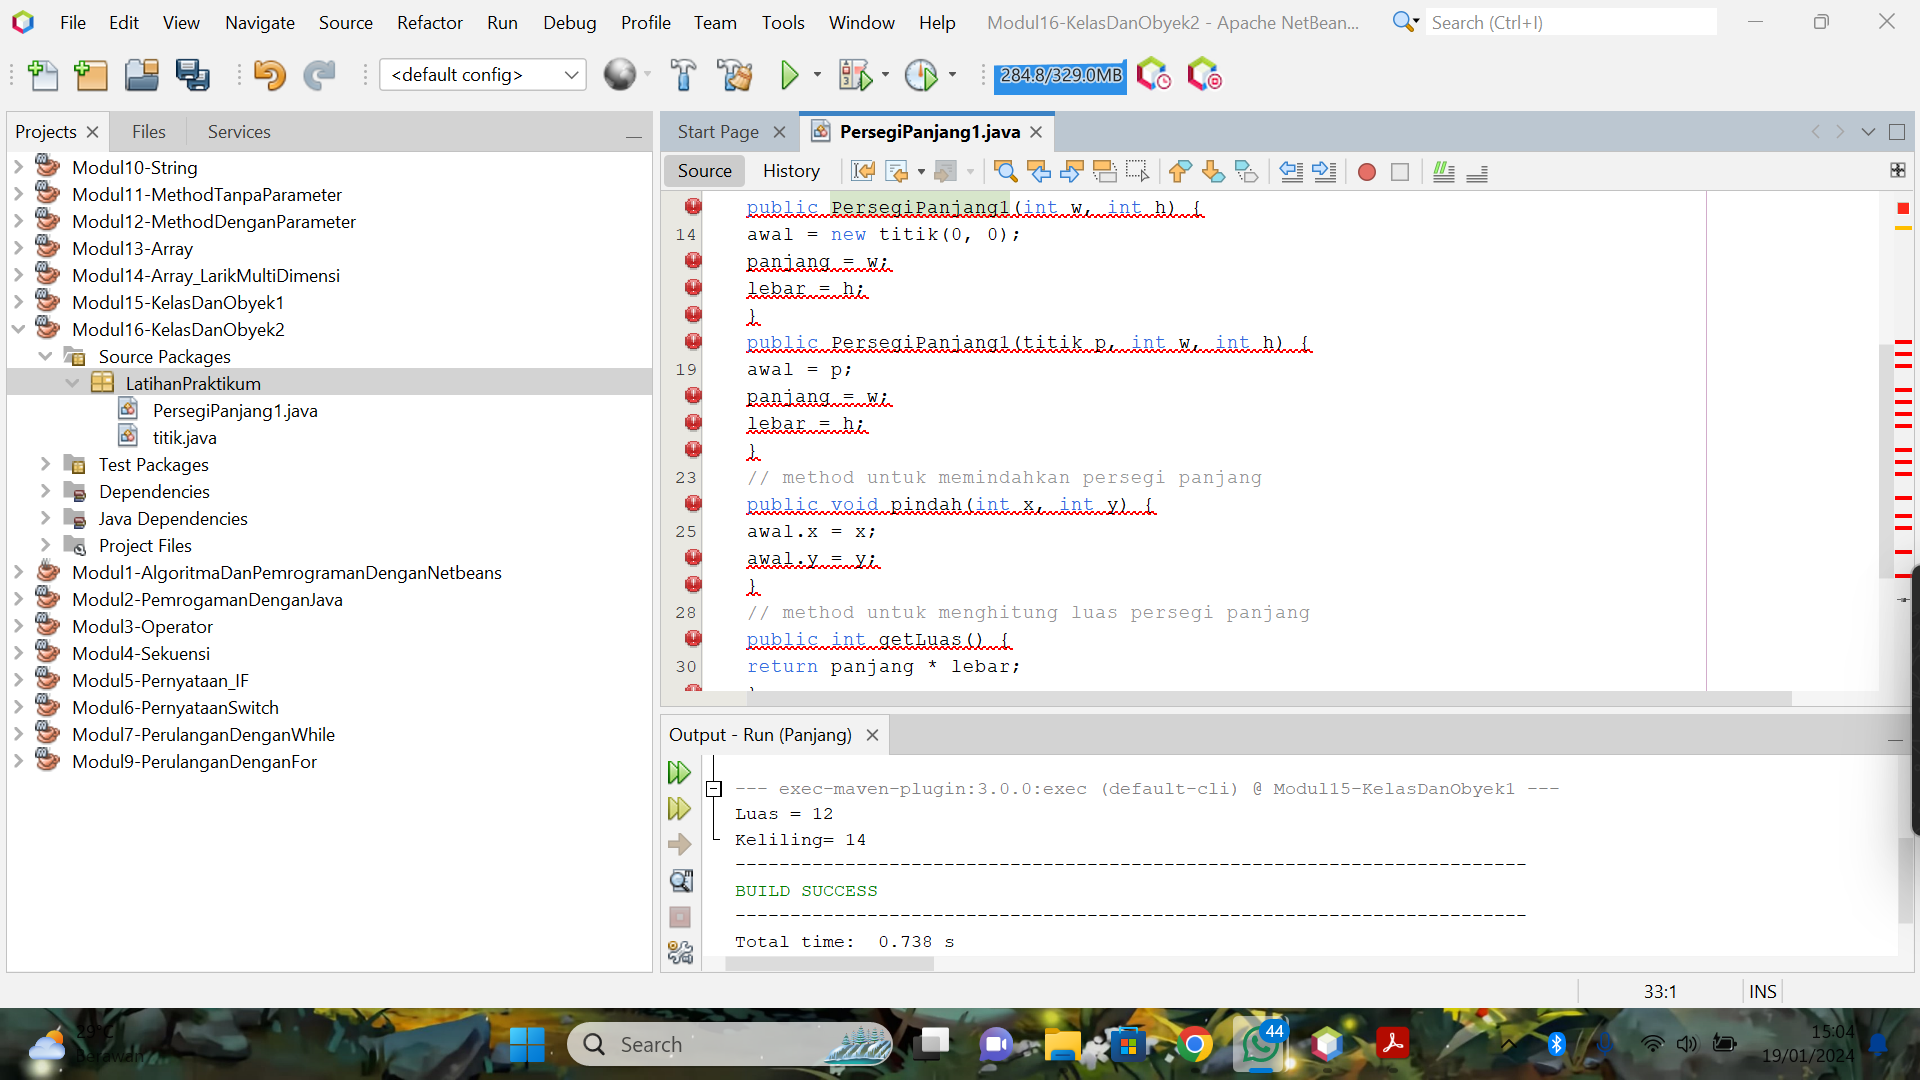 File Edit View Navigate Source Refactor Run Debug Profile Team Tools Window Help Modul16-KelasDanObyek2 - Apache NetBean... Search (Ctrl+I)
<default config> 284.8/329.0MB
Projects Files Services
Modul10-String
Modul11-MethodTanpaParameter
Modul12-MethodDenganParameter
Modul13-Array
Modul14-Array_LarikMultiDimensi
Modul15-KelasDanObyek1
Modul16-KelasDanObyek2
Source Packages
LatihanPraktikum
PersegiPanjang1.java
titik.java
Test Packages
Dependencies
Java Dependencies
Project Files
Modul1-AlgoritmaDanPemrogramanDenganNetbeans
Modul2-PemrogamanDenganJava
Modul3-Operator
Modul4-Sekuensi
Modul5-Pernyataan_IF
Modul6-PernyataanSwitch
Modul7-PerulanganDenganWhile
Modul9-PerulanganDenganFor
Start Page PersegiPanjang1.java
Source History
public PersegiPanjang1(int w, int h) {
14 awal = new titik(0, 0);
panjang = w;
lebar = h;
}
public PersegiPanjang1(titik p, int w, int h) {
19 awal = p;
panjang = w;
lebar = h;
}
23 // method untuk memindahkan persegi panjang
public void pindah(int x, int y) {
25 awal.x = x;
awal.y = y;
}
28 // method untuk menghitung luas persegi panjang
public int getLuas() {
30 return panjang * lebar;
Output - Run (Panjang)
--- exec-maven-plugin:3.0.0:exec (default-cli) @ Modul15-KelasDanObyek1 ---
Luas = 12
Keliling= 14
------------------------------------------------------------------------
BUILD SUCCESS
------------------------------------------------------------------------
Total time:  0.738 s
33:1 INS
29°C
Berawan
Search
44
15:04
19/01/2024